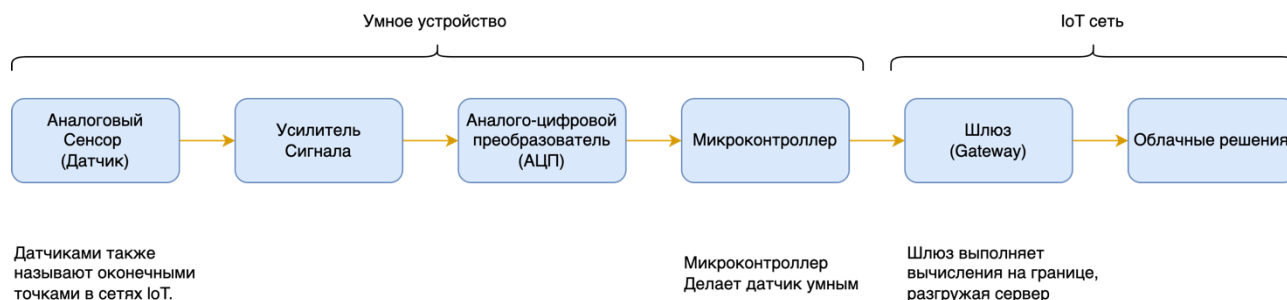 Умное устройство
IoT сеть
Аналоговый
Сенсор
(Датчик)
Усилитель
Сигнала
Аналого-цифровой
преобразователь
(АЦП)
Микроконтроллер
Шлюз
(Gateway)
Облачные решения
Датчиками также
называют оконечными
точками в сетях IoT.
Микроконтроллер
Делает датчик умным
Шлюз выполняет
вычисления на границе,
разгружая сервер